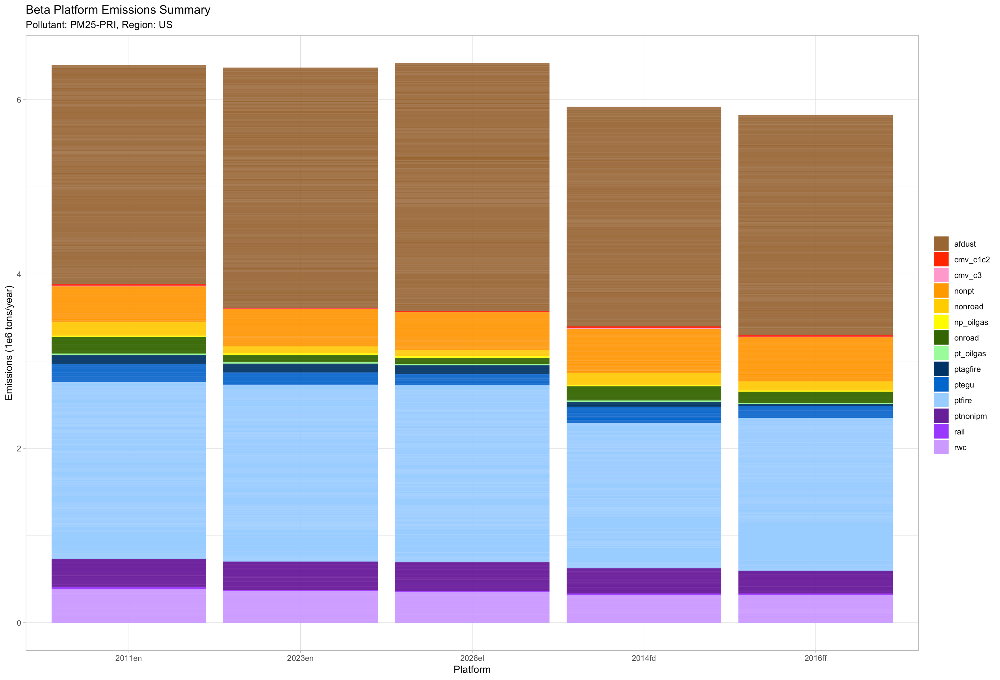 Beta Platform Emissions Summary
Pollutant: PM25-PRI, Region: US
Emissions (1e6 tons/year)
6
4
2
0
2011en
2023en
2028el
2014fd
2016ff
Platform
afdust
cmv_c1c2
cmv_c3
nonpt
nonroad
np_oilgas
onroad
pt_oilgas
ptagfire
ptegu
ptfire
ptnonipm
rail
rwc